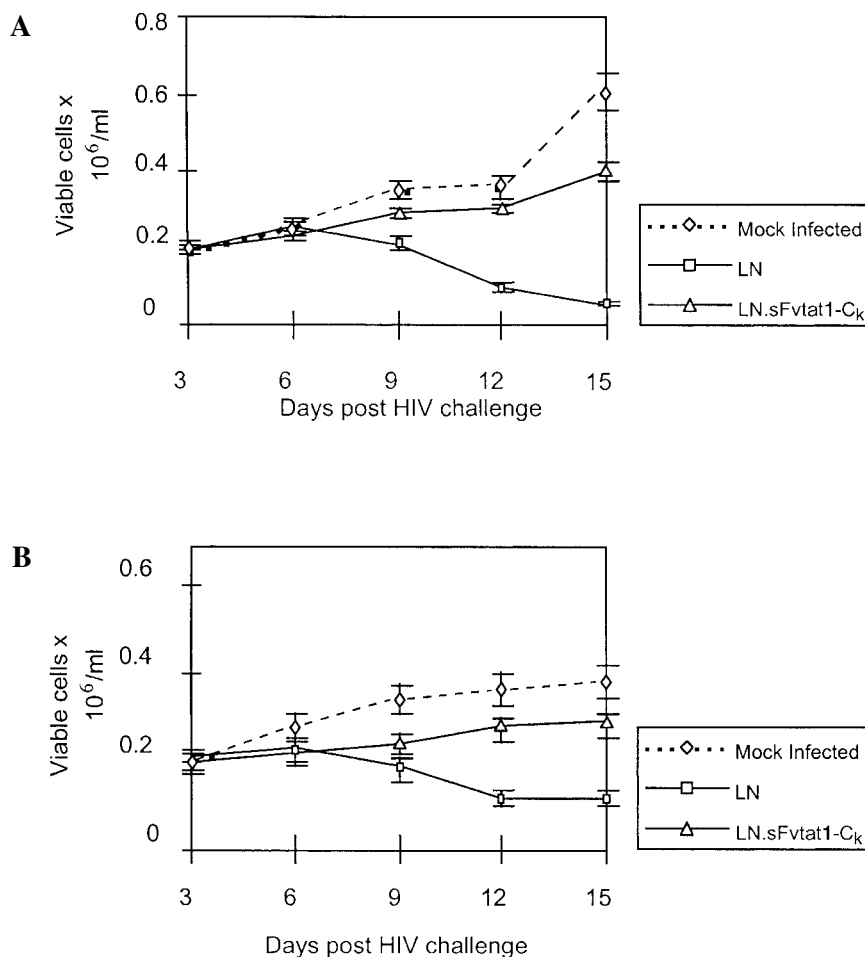 A
0.8
0.6
0.4
0.2
0
Viable cells x
10⁶/ml
3 6 9 12 15
Days post HIV challenge
Mock Infected
LN
LN.sFvtat1-Cₖ
B
0.6
0.4
0.2
0
Viable cells x
10⁶/ml
3 6 9 12 15
Days post HIV challenge
Mock Infected
LN
LN.sFvtat1-Cₖ